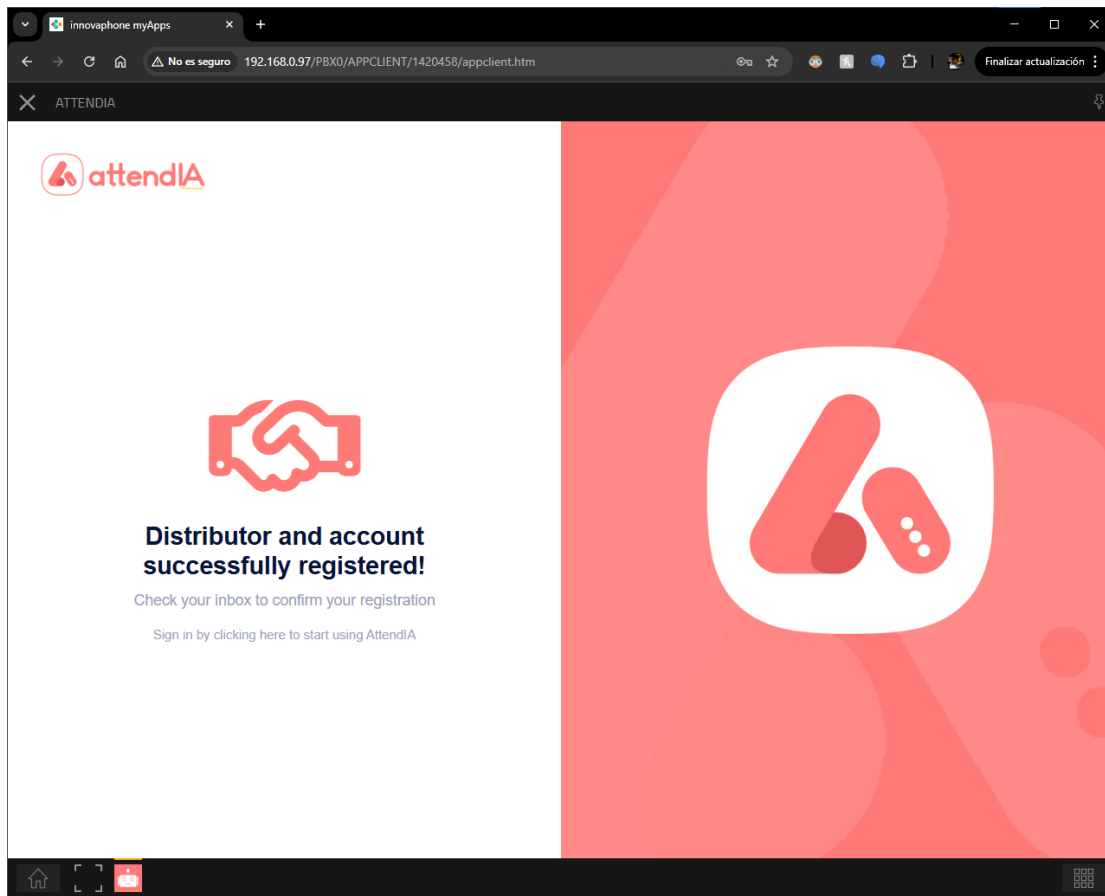 innovaphone myApps
No es seguro 192.168.0.97/PBX0/APPCLIENT/1420458/appclient.htm
Finalizar actualización
ATTENDIA
attendIA
Distributor and account
successfully registered!
Check your inbox to confirm your registration
Sign in by clicking here to start using AttendIA